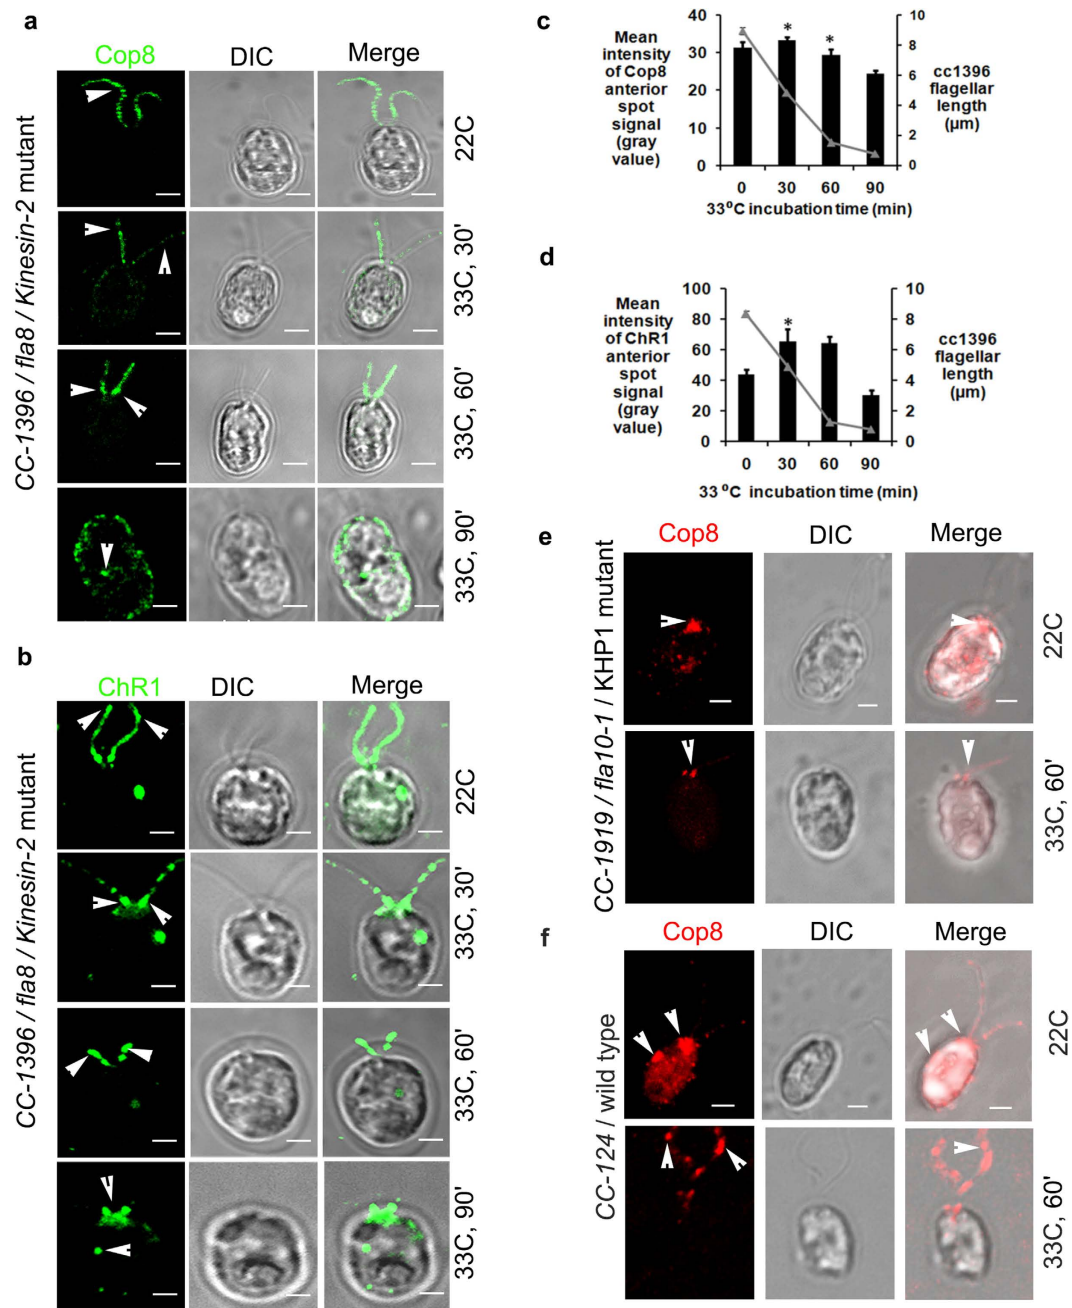 a
Cop8 DIC Merge
CC-1396 / fla8 / Kinesin-2 mutant
22C
33C, 30'
33C, 60'
33C, 90'
b
ChR1 DIC Merge
CC-1396 / fla8 / Kinesin-2 mutant
22C
33C, 30'
33C, 60'
33C, 90'
c
Mean
intensity
of Cop8
anterior
spot
signal
(gray
value)
40
30
20
10
0
* *
10
8
6
4
2
0
cc1396
flagellar
length
(µm)
0 30 60 90
33⁰C incubation time (min)
d
Mean
intensity
of ChR1
anterior
spot
signal
(gray
value)
100
80
60
40
20
0
*
10
8
6
4
2
0
cc1396
flagellar
length
(µm)
0 30 60 90
33 ⁰C incubation time (min)
e
Cop8 DIC Merge
CC-1919 / fla10-1 / KHP1 mutant
22C
33C, 60'
f
Cop8 DIC Merge
CC-124 / wild type
22C
33C, 60'